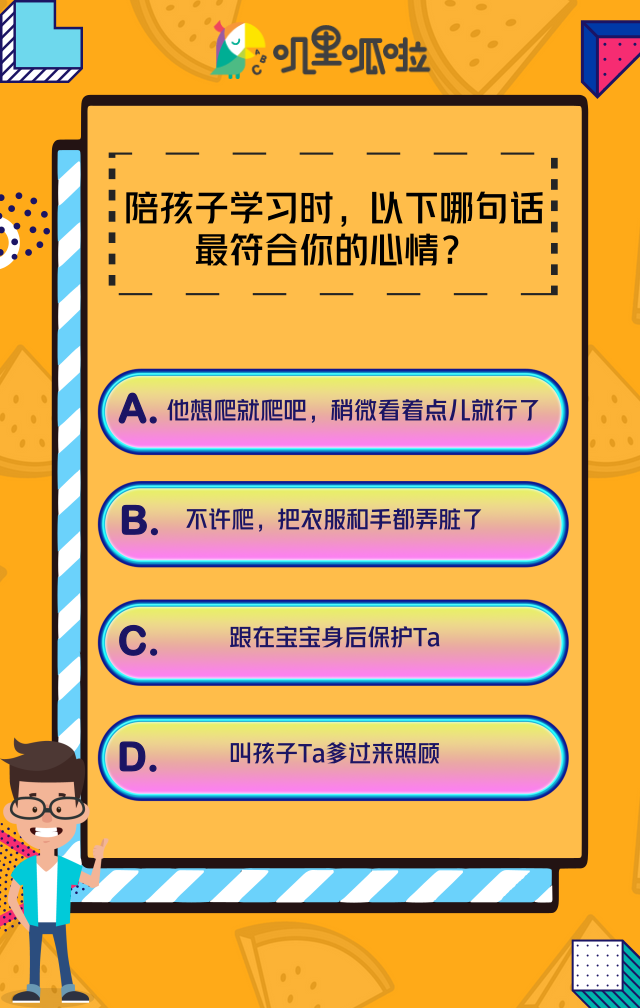 ABC
叽里呱啦
陪孩子学习时，以下哪句话
最符合你的心情？
A. 他想爬就爬吧，稍微看着点儿就行了
B. 不许爬，把衣服和手都弄脏了
C. 跟在宝宝身后保护Ta
D. 叫孩子Ta爹过来照顾